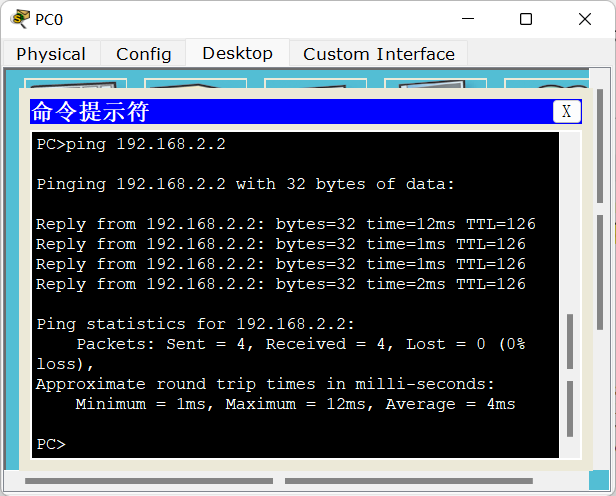 PC0
Physical Config Desktop Custom Interface
命令提示符 X
PC>ping 192.168.2.2
Pinging 192.168.2.2 with 32 bytes of data:
Reply from 192.168.2.2: bytes=32 time=12ms TTL=126
Reply from 192.168.2.2: bytes=32 time=1ms TTL=126
Reply from 192.168.2.2: bytes=32 time=1ms TTL=126
Reply from 192.168.2.2: bytes=32 time=2ms TTL=126
Ping statistics for 192.168.2.2:
Packets: Sent = 4, Received = 4, Lost = 0 (0%
loss),
Approximate round trip times in milli-seconds:
Minimum = 1ms, Maximum = 12ms, Average = 4ms
PC>